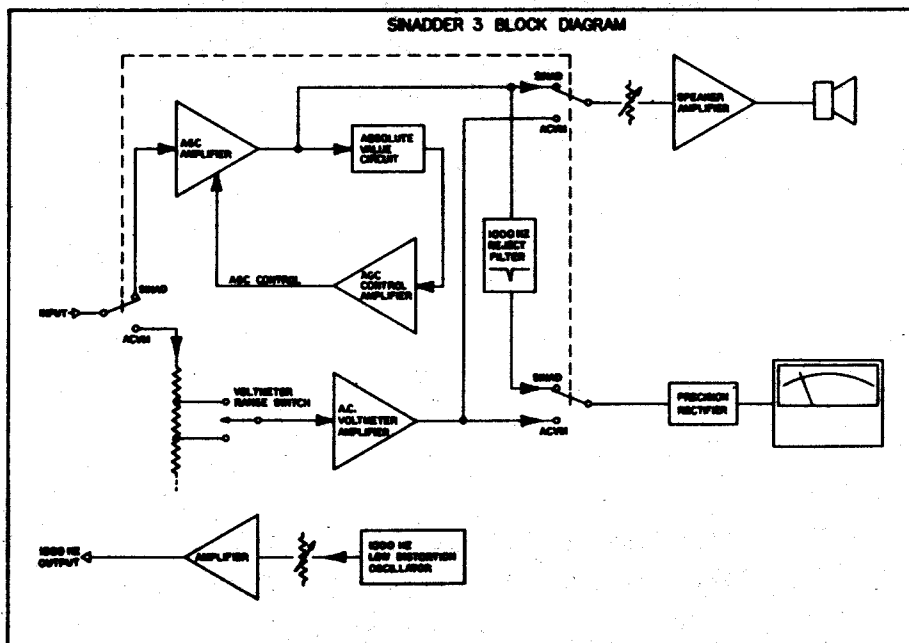 SINADDER 3 BLOCK DIAGRAM
SINAD
ACVM
SPEAKER
AMPLIFIER
AGC
AMPLIFIER
ABSOLUTE
VALUE
CIRCUIT
1000 HZ
REJECT
FILTER
AGC CONTROL
AGC
CONTROL
AMPLIFIER
SINAD
INPUT
ACVM
VOLTMETER
RANGE SWITCH
A.C.
VOLTMETER
AMPLIFIER
SINAD
ACVM
PRECISION
RECTIFIER
1000 HZ
OUTPUT
AMPLIFIER
1000 HZ
LOW DISTORTION
OSCILLATOR